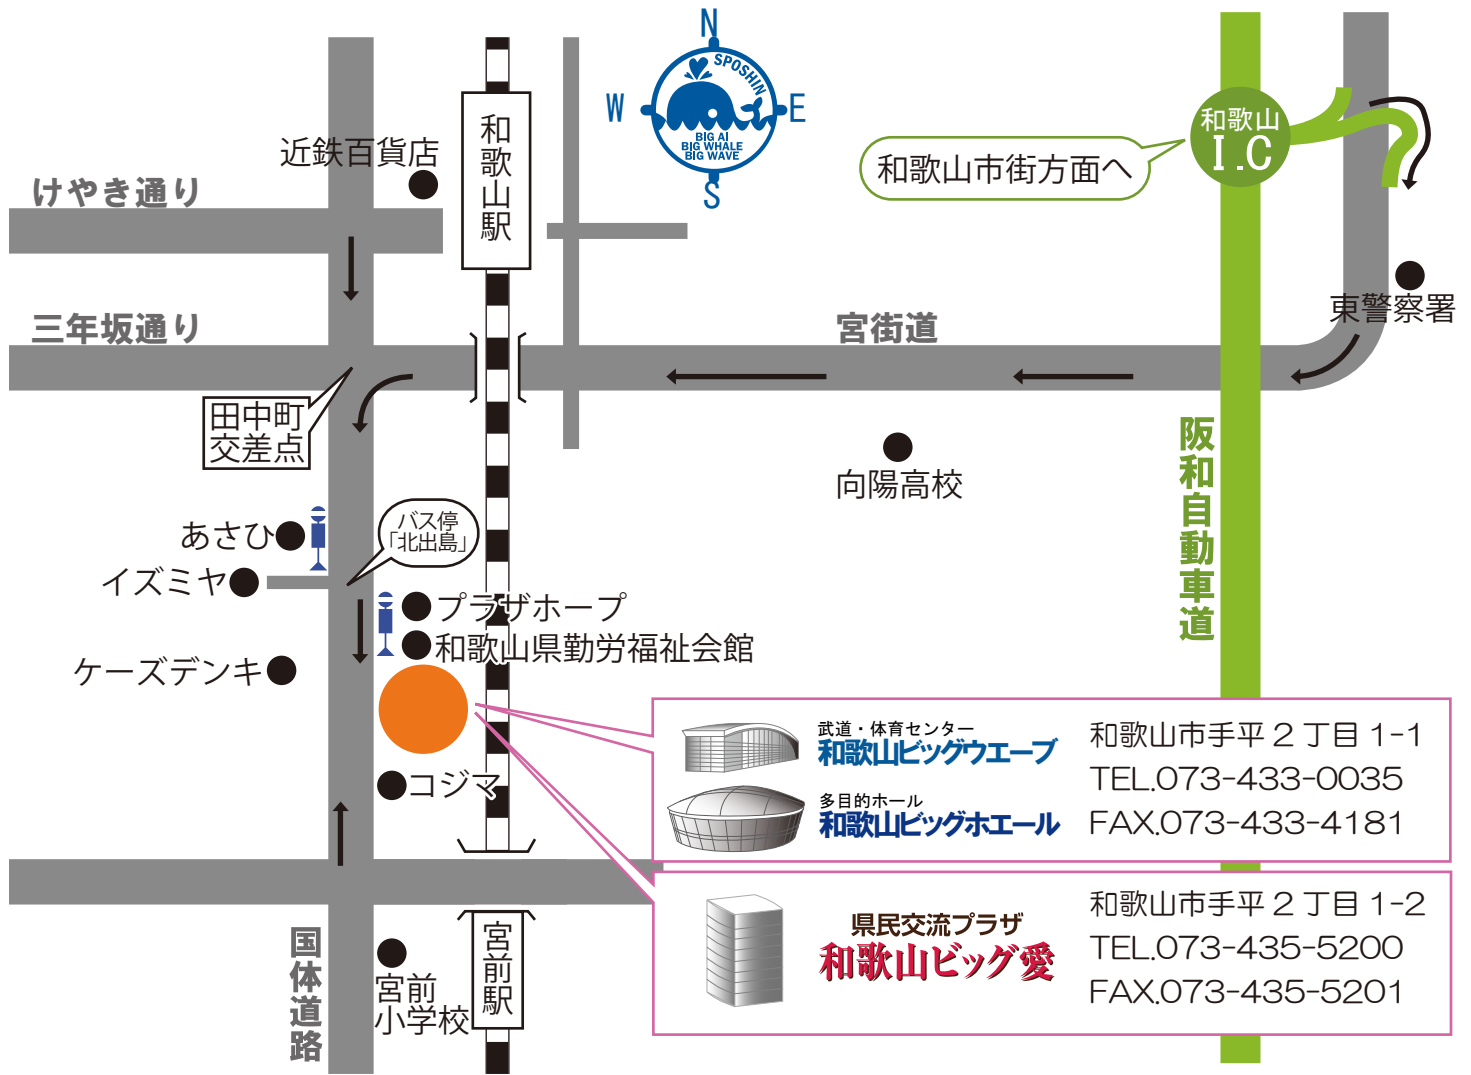 N
W
E
S
SPOSHIN
BIG AI
BIG WHALE
BIG WAVE
和歌山
I.C
和歌山市街方面へ
近鉄百貨店
和歌山駅
けやき通り
東警察署
三年坂通り
宮街道
田中町
交差点
阪和自動車道
向陽高校
バス停
「北出島」
あさひ
イズミヤ
プラザホープ
和歌山県勤労福祉会館
ケーズデンキ
コジマ
武道・体育センター
和歌山ビッグウエーブ
多目的ホール
和歌山ビッグホエール
和歌山市手平2丁目1-1
TEL.073-433-0035
FAX.073-433-4181
県民交流プラザ
和歌山ビッグ愛
和歌山市手平2丁目1-2
TEL.073-435-5200
FAX.073-435-5201
国体道路
宮前
小学校
宮前駅